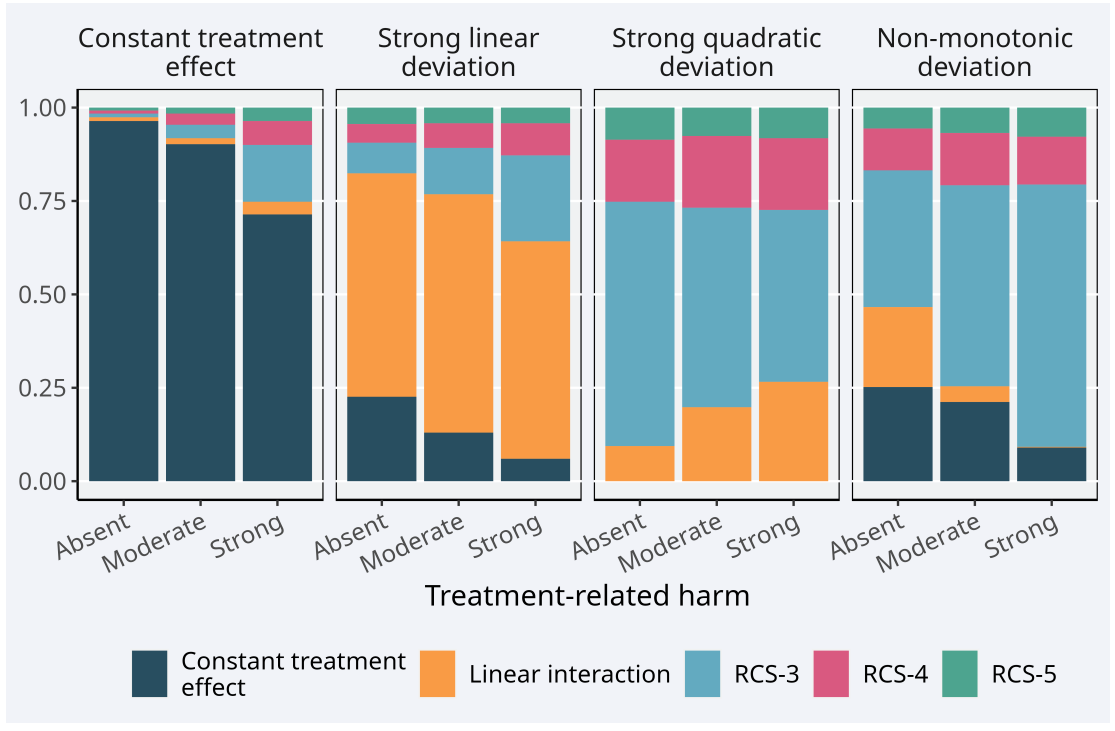 Constant treatment
effect
Strong linear
deviation
Strong quadratic
deviation
Non-monotonic
deviation
1.00
0.75
0.50
0.25
0.00
Absent
Moderate
Strong
Absent
Moderate
Strong
Absent
Moderate
Strong
Absent
Moderate
Strong
Treatment-related harm
Constant treatment
effect
Linear interaction
RCS-3
RCS-4
RCS-5